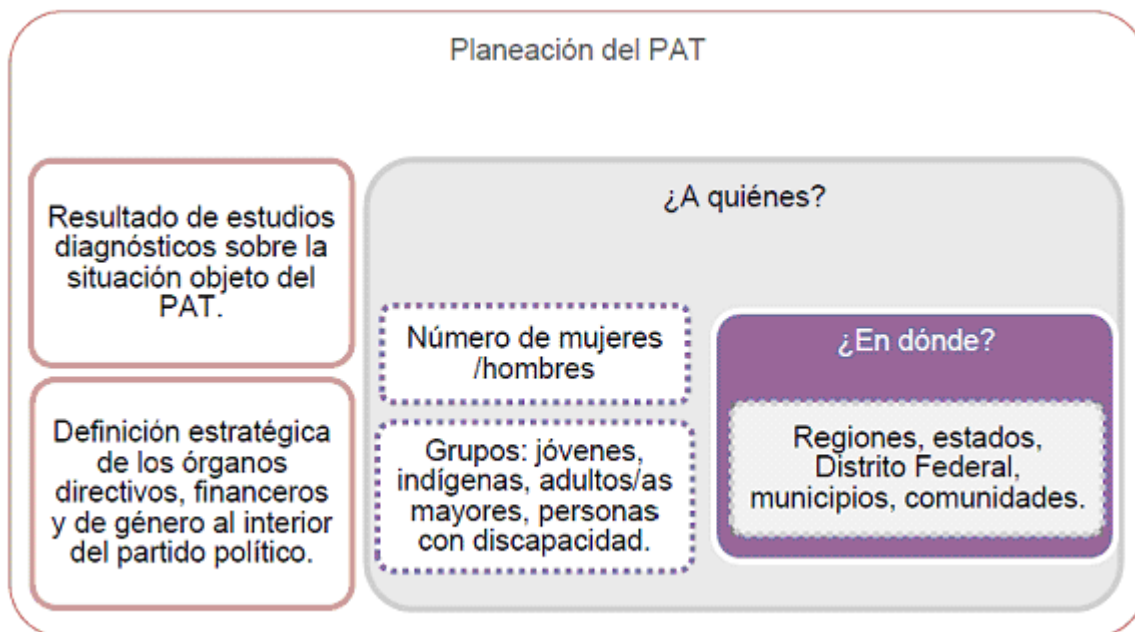 Planeación del PAT
Resultado de estudios
diagnósticos sobre la
situación objeto del
PAT.
Definición estratégica
de los órganos
directivos, financieros
y de género al interior
del partido político.
¿A quiénes?
Número de mujeres
/hombres
Grupos: jóvenes,
indígenas, adultos/as
mayores, personas
con discapacidad.
¿En dónde?
Regiones, estados,
Distrito Federal,
municipios, comunidades.